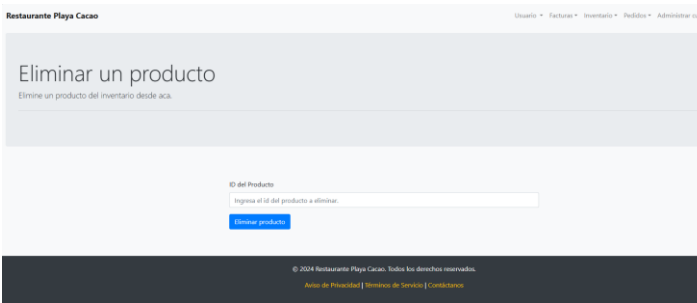 Restaurante Playa Cacao
Usuario Facturas Inventario Pedidos Administrar
Eliminar un producto
Elimine un producto del inventario desde aca.
ID del Producto
Ingresa el id del producto a eliminar.
Eliminar producto
© 2024 Restaurante Playa Cacao. Todos los derechos reservados.
Aviso de Privacidad | Términos de Servicio | Contáctanos